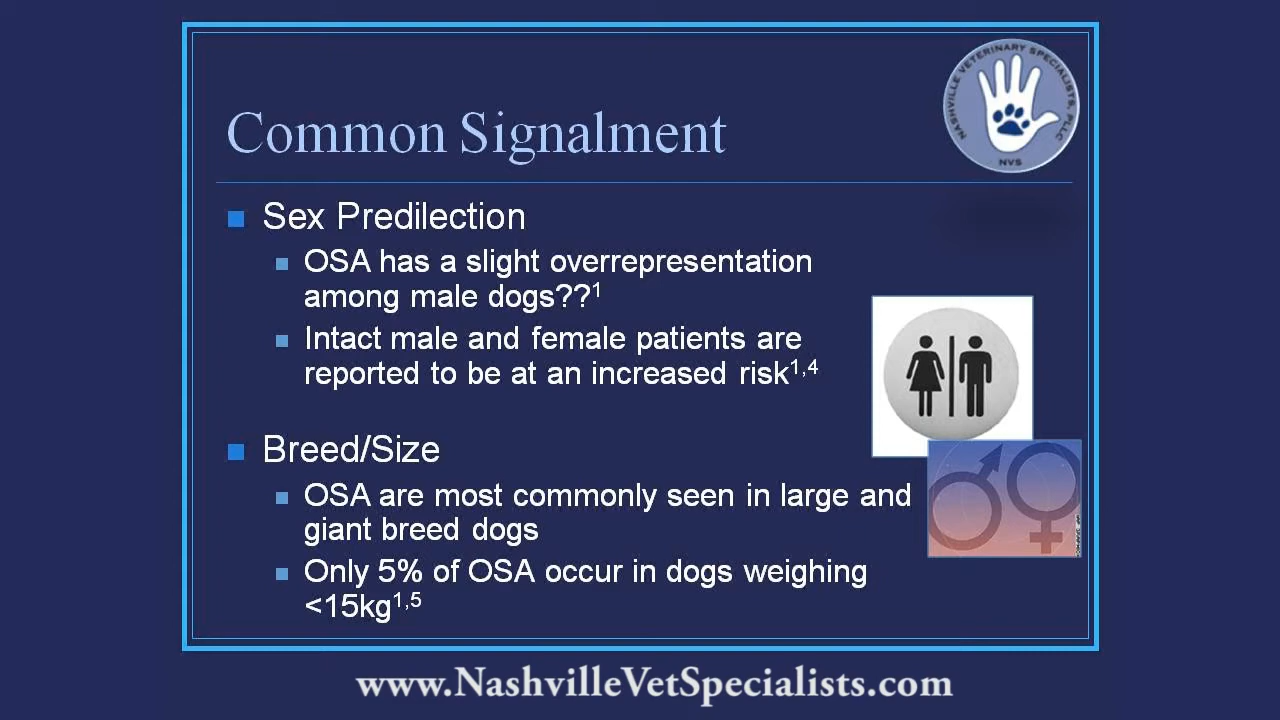 NASHVILLE VETERINARY SPECIALISTS, PLLC
NVS
Common Signalment
Sex Predilection
OSA has a slight overrepresentation
among male dogs??1
Intact male and female patients are
reported to be at an increased risk1,4
Breed/Size
OSA are most commonly seen in large and
giant breed dogs
Only 5% of OSA occur in dogs weighing
<15kg1,5
www.NashvilleVetSpecialists.com